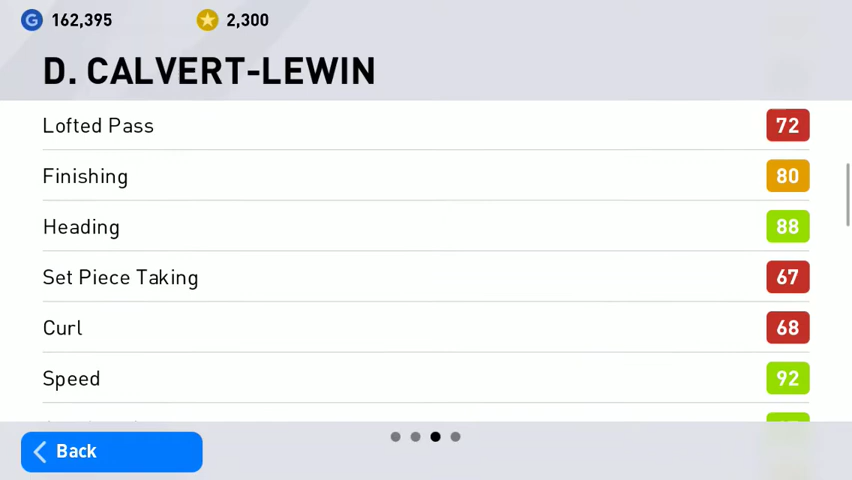 G 162,395 2,300
D. CALVERT-LEWIN
Lofted Pass 72
Finishing 80
Heading 88
Set Piece Taking 67
Curl 68
Speed 92
Back